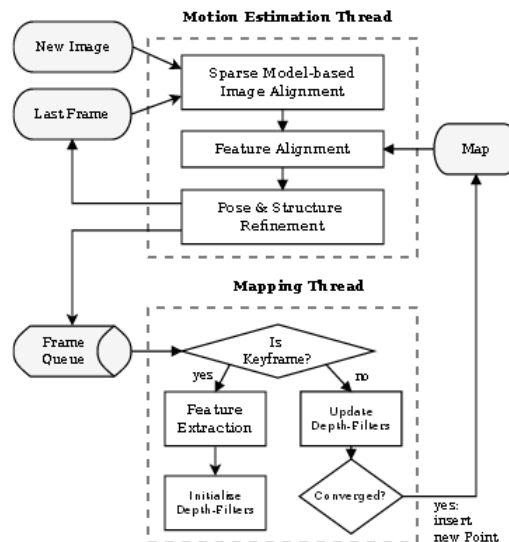 Motion Estimation Thread
New Image
Sparse Model-based
Image Alignment
Last Frame
Feature Alignment
Map
Pose & Structure
Refinement
Mapping Thread
Frame
Queue
Is
Keyframe?
yes
no
Feature
Extraction
Update
Depth-Filters
Initialize
Depth-Filters
Converged?
yes:
insert
new Point